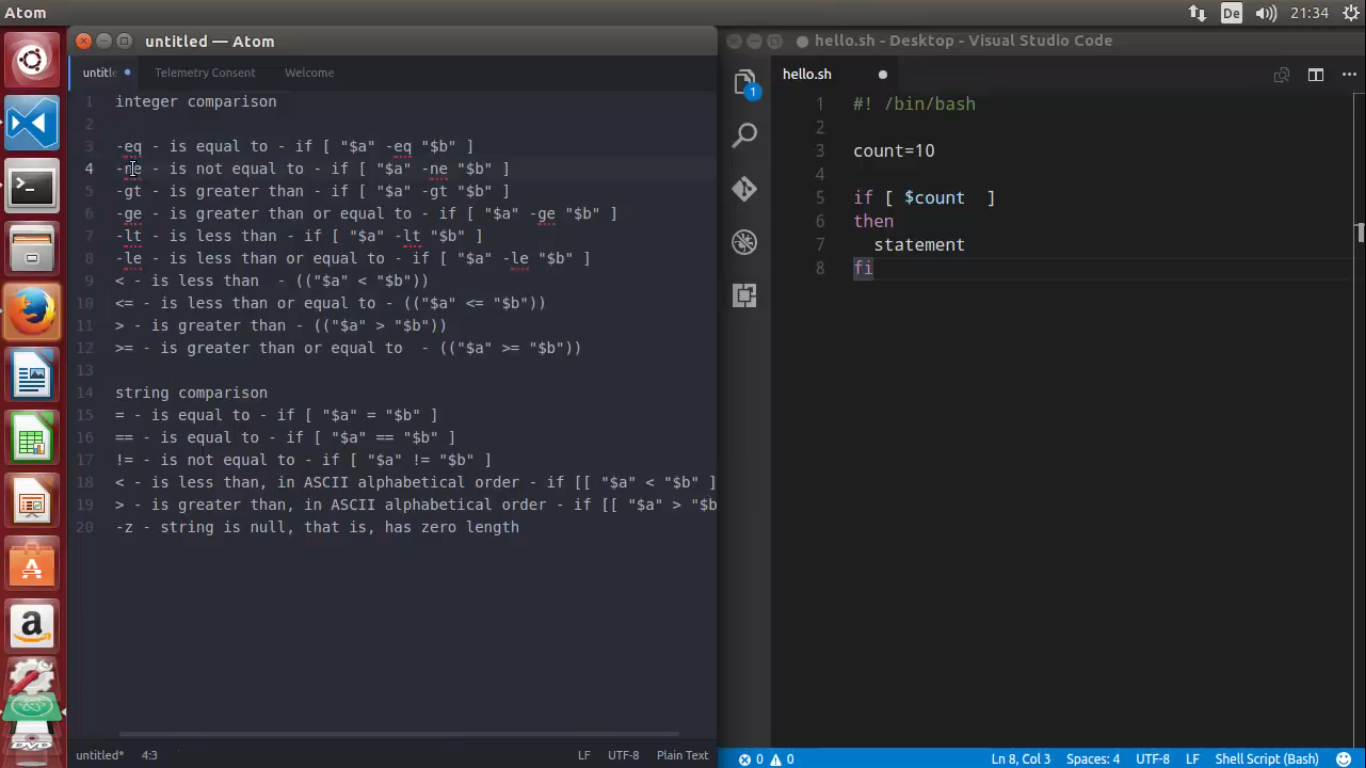 Atom
De
21:34
untitled — Atom
untitle
Telemetry Consent
Welcome
1 integer comparison
2
3 -eq - is equal to - if [ "$a" -eq "$b" ]
4 -ne - is not equal to - if [ "$a" -ne "$b" ]
5 -gt - is greater than - if [ "$a" -gt "$b" ]
6 -ge - is greater than or equal to - if [ "$a" -ge "$b" ]
7 -lt - is less than - if [ "$a" -lt "$b" ]
8 -le - is less than or equal to - if [ "$a" -le "$b" ]
9 < - is less than  - (("$a" < "$b"))
10 <= - is less than or equal to - (("$a" <= "$b"))
11 > - is greater than - (("$a" > "$b"))
12 >= - is greater than or equal to  - (("$a" >= "$b"))
13
14 string comparison
15 = - is equal to - if [ "$a" = "$b" ]
16 == - is equal to - if [ "$a" == "$b" ]
17 != - is not equal to - if [ "$a" != "$b" ]
18 < - is less than, in ASCII alphabetical order - if [[ "$a" < "$b" ]
19 > - is greater than, in ASCII alphabetical order - if [[ "$a" > "$b
20 -z - string is null, that is, has zero length
untitled* 4:3
LF UTF-8 Plain Text
hello.sh - Desktop - Visual Studio Code
hello.sh
1
1 #! /bin/bash
2
3 count=10
4
5 if [ $count  ]
6 then
7   statement
8 fi
0 0
Ln 8, Col 3 Spaces: 4 UTF-8 LF Shell Script (Bash)
a
DVD